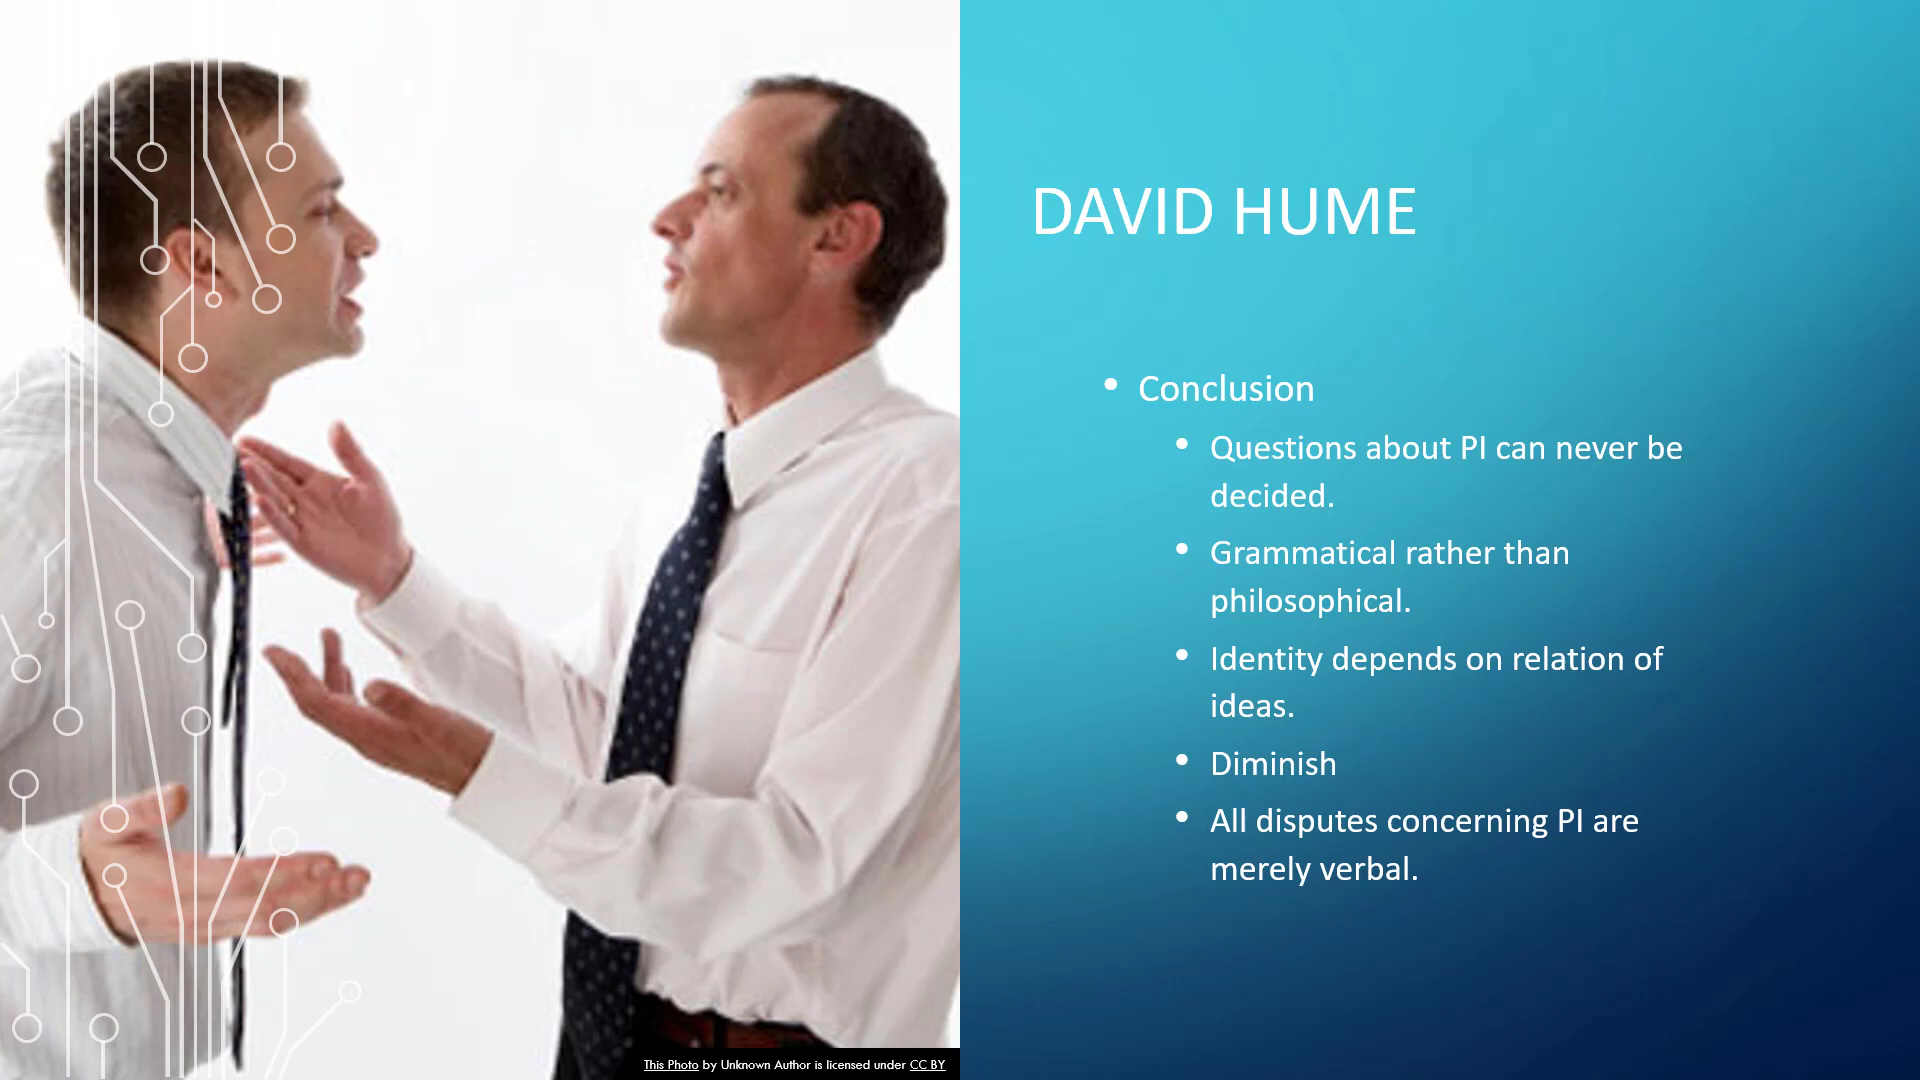 DAVID HUME
• Conclusion
• Questions about PI can never be
decided.
• Grammatical rather than
philosophical.
• Identity depends on relation of
ideas.
• Diminish
• All disputes concerning PI are
merely verbal.
This Photo by Unknown Author is licensed under CC BY